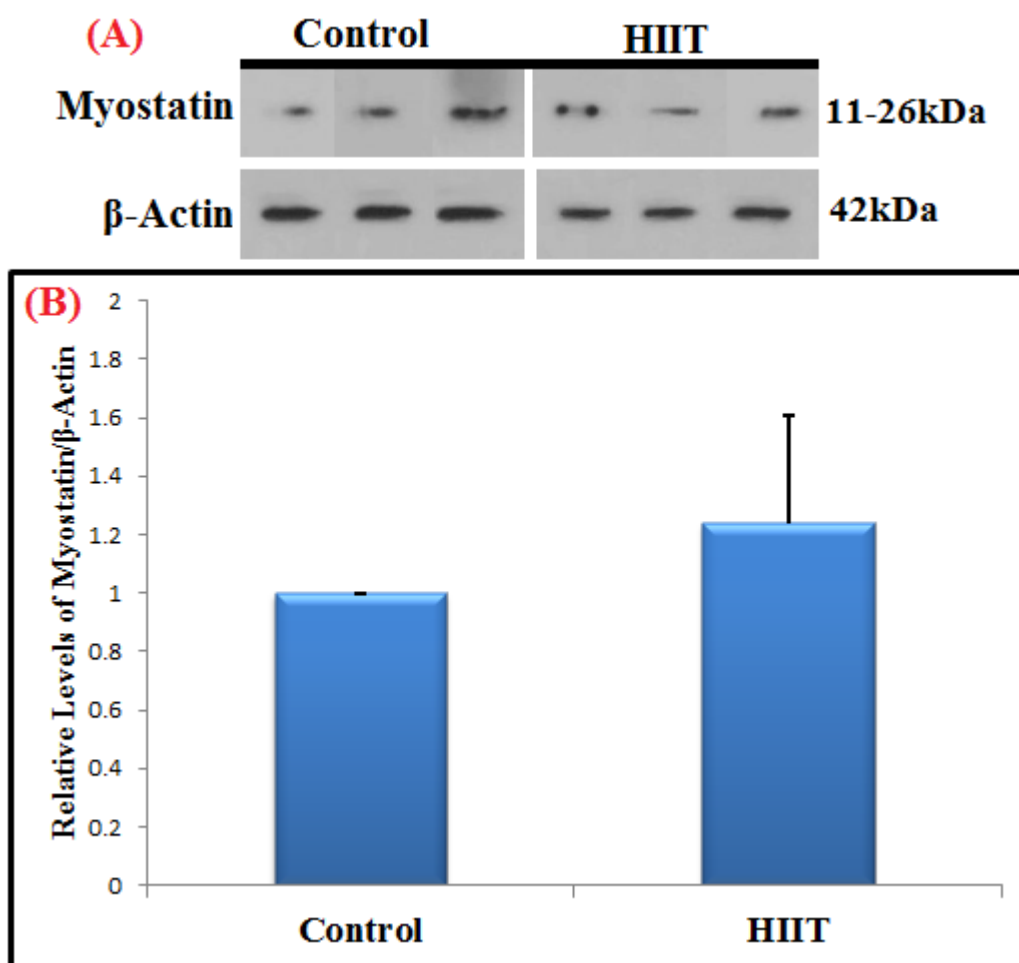 (A)
Control HIIT
Myostatin 11-26kDa
β-Actin 42kDa
(B)
Relative Levels of Myostatin/β-Actin
2
1.8
1.6
1.4
1.2
1
0.8
0.6
0.4
0.2
0
Control HIIT